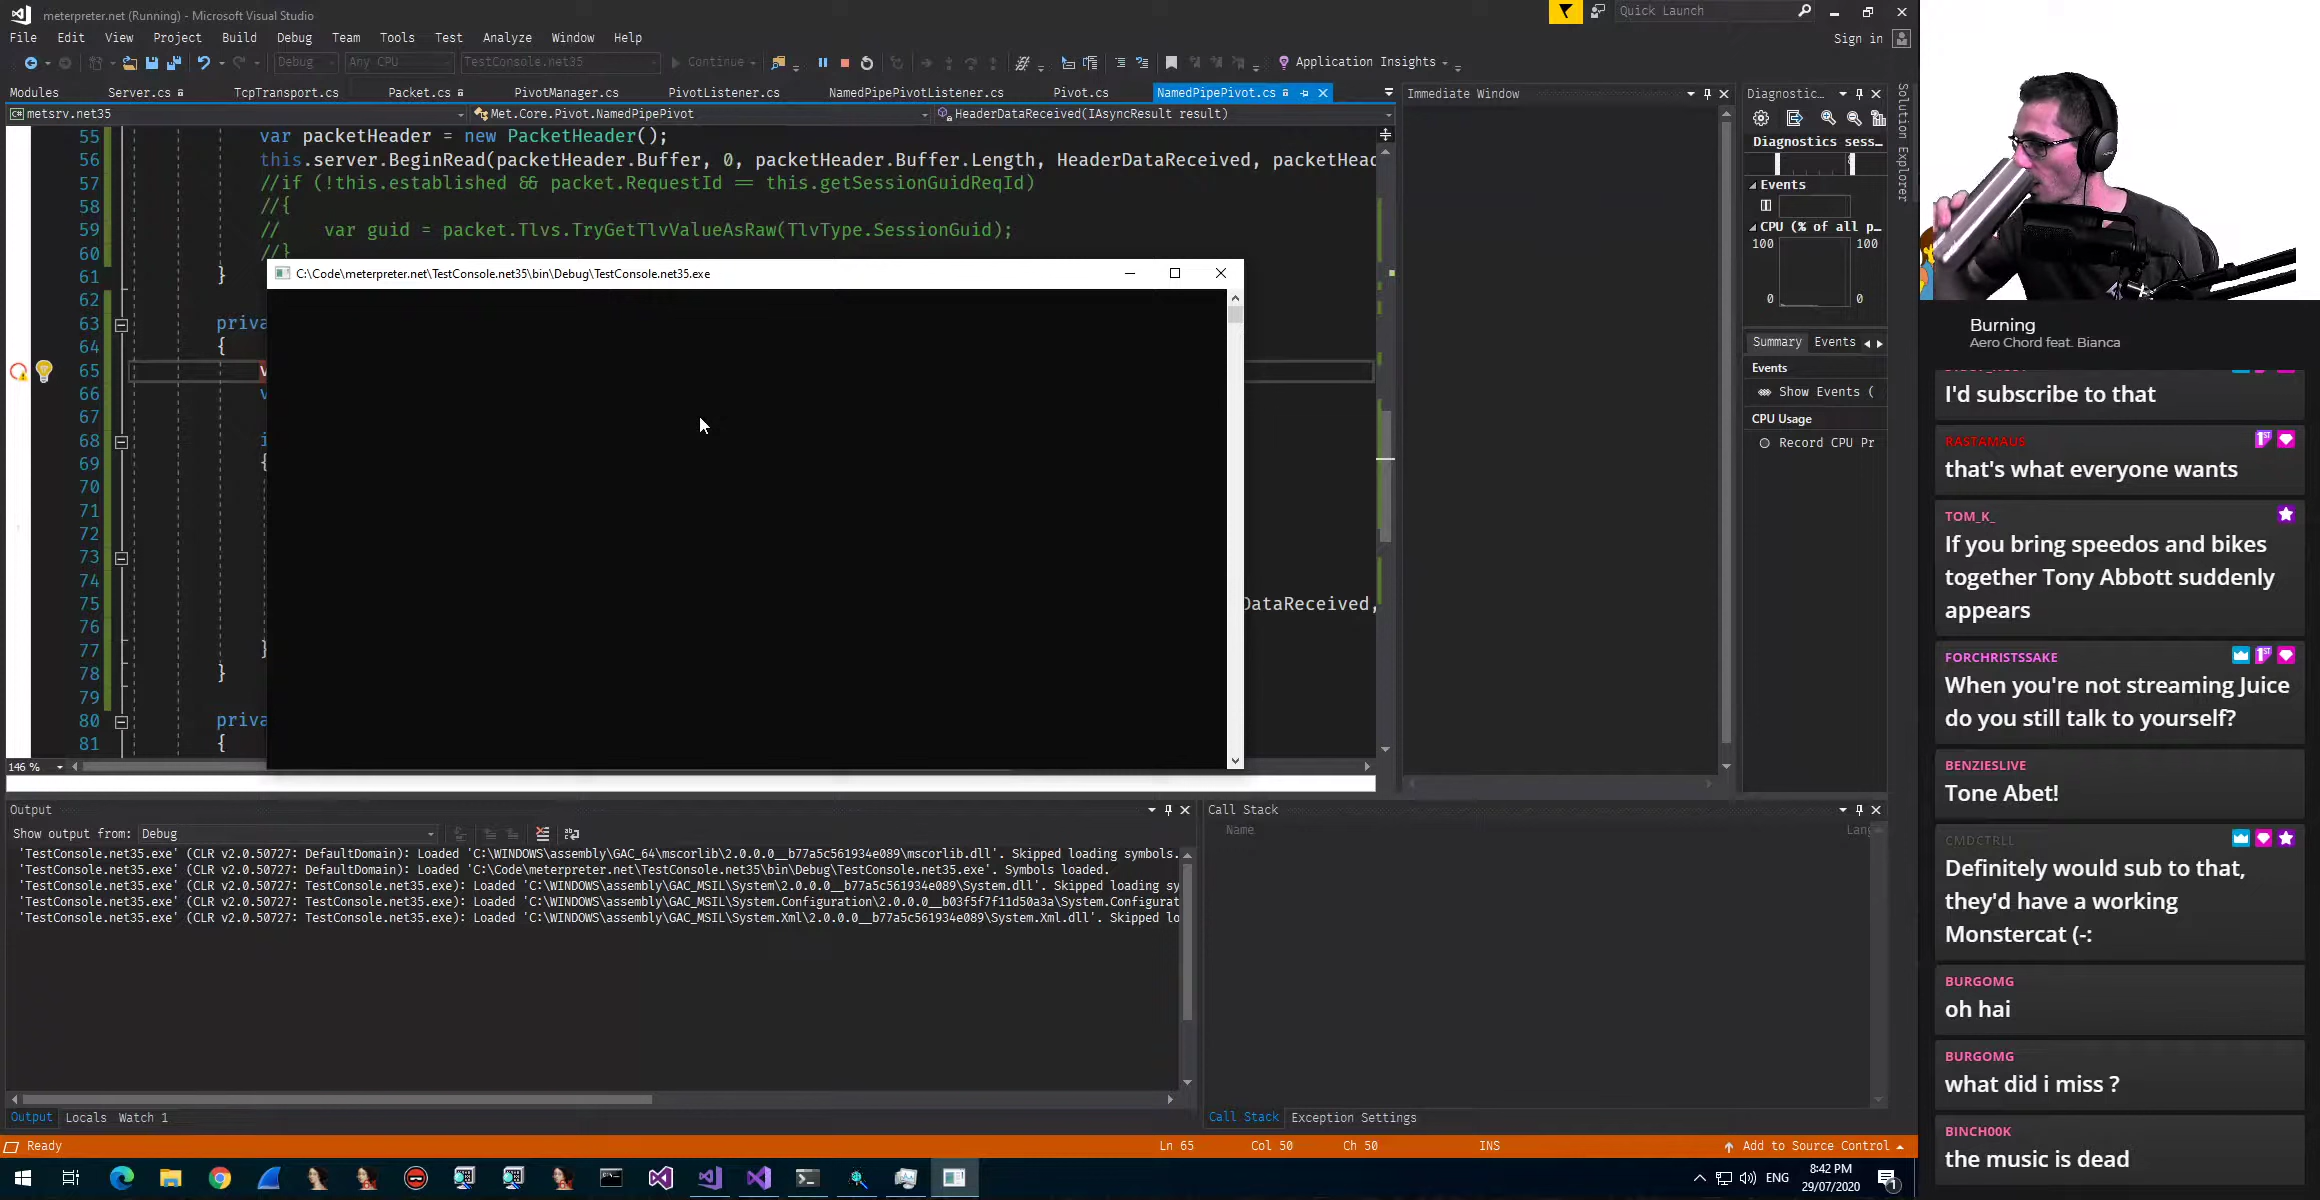 meterpreter.net (Running) - Microsoft Visual Studio
Quick Launch
File Edit View Project Build Debug Team Tools Test Analyze Window Help
Sign in
Debug Any CPU TestConsole.net35 Continue Application Insights
Modules Server.cs TcpTransport.cs Packet.cs PivotManager.cs PivotListener.cs NamedPipePivotListener.cs Pivot.cs NamedPipePivot.cs
metsrv.net35 Met.Core.Pivot.NamedPipePivot HeaderDataReceived(IAsyncResult result)
55 var packetHeader = new PacketHeader();
56 this.server.BeginRead(packetHeader.Buffer, 0, packetHeader.Buffer.Length, HeaderDataReceived, packetHead
57 //if (!this.established && packet.RequestId == this.getSessionGuidReqId)
58 //{
59 // var guid = packet.Tlvs.TryGetTlvValueAsRaw(TlvType.SessionGuid);
60 //}
61 }
62
63 priva
64 {
65 v
66 v
67
68 i
69 {
70
71
72
73
74
75 DataReceived,
76
77 }
78 }
79
80 priva
81 {
146 %
C:\Code\meterpreter.net\TestConsole.net35\bin\Debug\TestConsole.net35.exe
Immediate Window
Diagnostic...
Diagnostics sess...
Events
CPU (% of all p...
100 100
0 0
Summary Events
Events
Show Events (
CPU Usage
Record CPU Pr
Solution Explorer
Output
Show output from: Debug
'TestConsole.net35.exe' (CLR v2.0.50727: DefaultDomain): Loaded 'C:\WINDOWS\assembly\GAC_64\mscorlib\2.0.0.0__b77a5c561934e089\mscorlib.dll'. Skipped loading symbols.
'TestConsole.net35.exe' (CLR v2.0.50727: DefaultDomain): Loaded 'C:\Code\meterpreter.net\TestConsole.net35\bin\Debug\TestConsole.net35.exe'. Symbols loaded.
'TestConsole.net35.exe' (CLR v2.0.50727: TestConsole.net35.exe): Loaded 'C:\WINDOWS\assembly\GAC_MSIL\System\2.0.0.0__b77a5c561934e089\System.dll'. Skipped loading sy
'TestConsole.net35.exe' (CLR v2.0.50727: TestConsole.net35.exe): Loaded 'C:\WINDOWS\assembly\GAC_MSIL\System.Configuration\2.0.0.0__b03f5f7f11d50a3a\System.Configurat
'TestConsole.net35.exe' (CLR v2.0.50727: TestConsole.net35.exe): Loaded 'C:\WINDOWS\assembly\GAC_MSIL\System.Xml\2.0.0.0__b77a5c561934e089\System.Xml.dll'. Skipped lo
Output Locals Watch 1
Call Stack
Name Lang
Call Stack Exception Settings
Ready Ln 65 Col 50 Ch 50 INS Add to Source Control
ENG 8:42 PM
29/07/2020
1
Burning
Aero Chord feat. Bianca
I'd subscribe to that
RASTAMAUS
that's what everyone wants
TOM_K_
If you bring speedos and bikes
together Tony Abbott suddenly
appears
FORCHRISTSSAKE
When you're not streaming Juice
do you still talk to yourself?
BENZIESLIVE
Tone Abet!
CMDCTRLL
Definitely would sub to that,
they'd have a working
Monstercat (-:
BURGOMG
oh hai
BURGOMG
what did i miss ?
BINCH00K
the music is dead